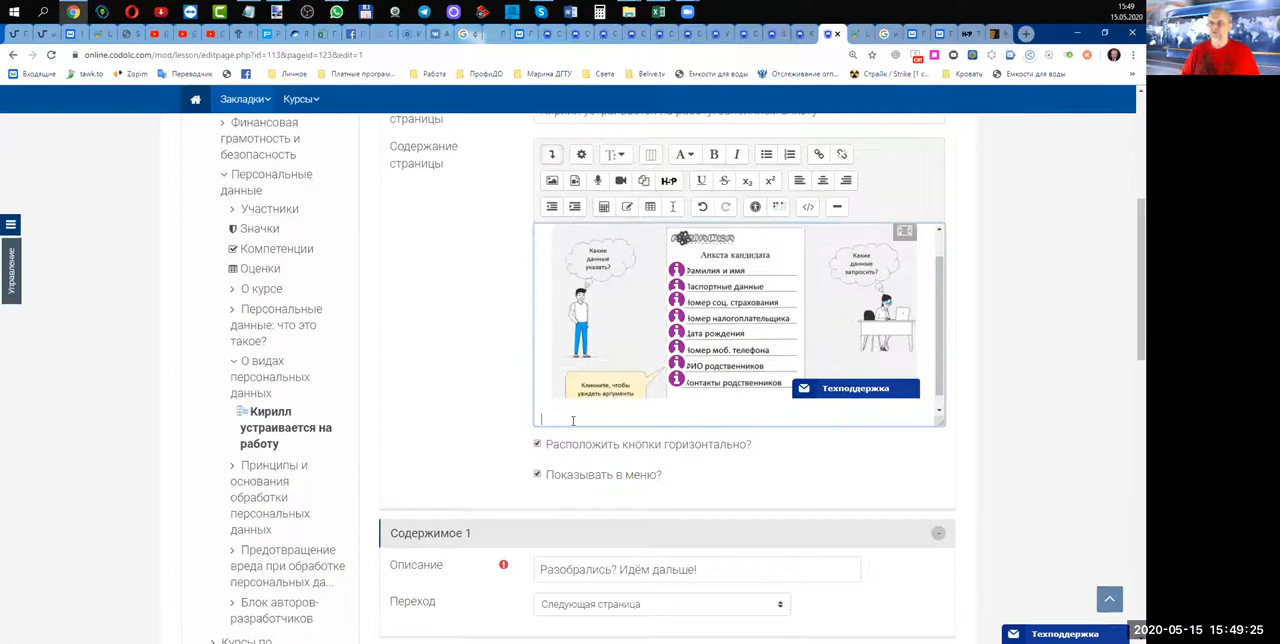 15:49
15.05.2020
online.codolc.com/mod/lesson/editpage.php?id=113&pageid=123&edit=1
Входящие
tawk.to
Zopim
Переводчик
Личное
Платные програм...
Работа
ПрофиДО
Марина ДГТУ
Света
Belive.tv
Емкости для воды
Отслеживание отп...
Страйк / Strike [1 с...
Кровать
Емкости для воды
Закладки
Курсы
Управление
Финансовая
грамотность и
безопасность
Персональные
данные
Участники
Значки
Компетенции
Оценки
О курсе
Персональные
данные: что это
такое?
О видах
персональных
данных
Кирилл
устраивается на
работу
Принципы и
основания
обработки
персональных
данных
Предотвращение
вреда при обработке
персональных да...
Блок авторов-
разработчиков
Курсы по
страницы
Содержание
страницы
H-P
Какие
данные
указать?
Анкета кандидата
Фамилия и имя
Паспортные данные
Номер соц. страхования
Номер налогоплательщика
Дата рождения
Номер моб. телефона
ФИО родственников
Контакты родственников
Какие
данные
запросить?
Кликните, чтобы
увидеть аргументы
Техподдержка
Расположить кнопки горизонтально?
Показывать в меню?
Содержимое 1
Описание
Разобрались? Идём дальше!
Переход
Следующая страница
Техподдержка
2020-05-15 15:49:25